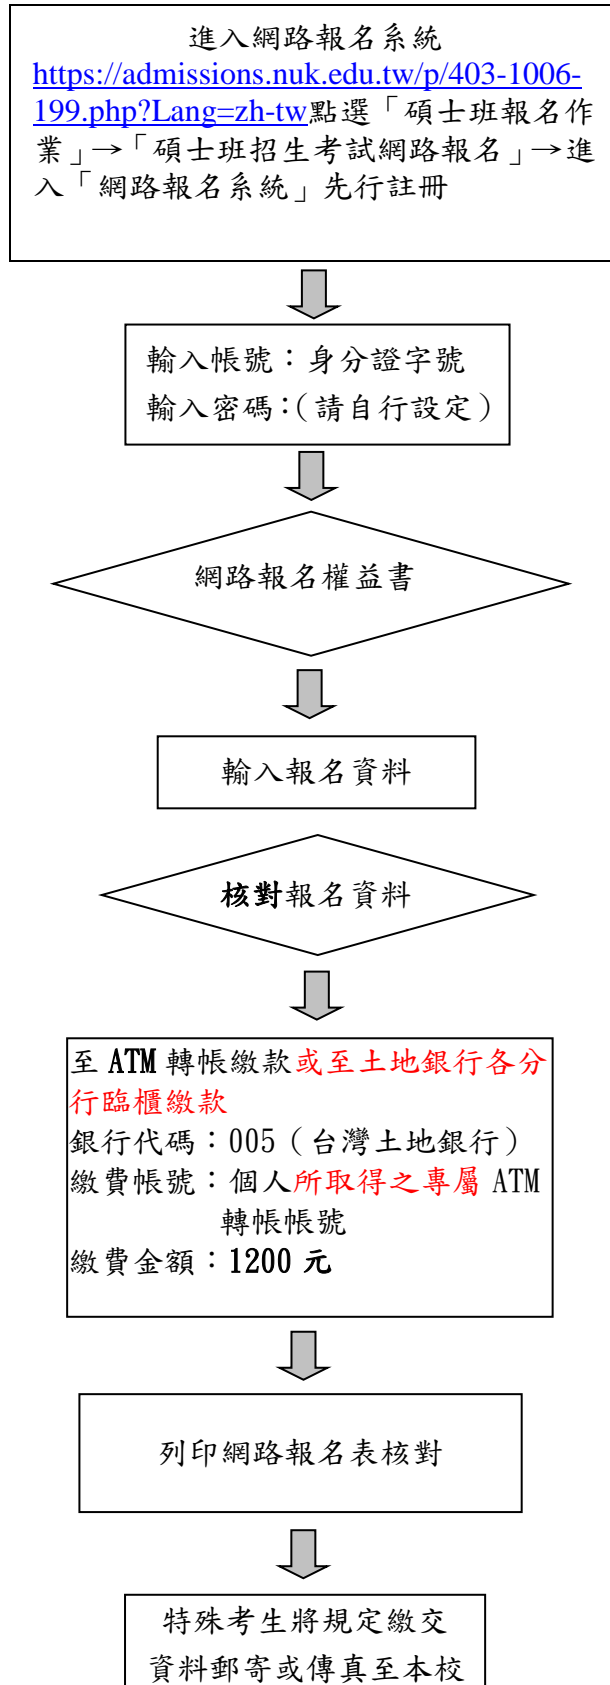 進入網路報名系統
https://admissions.nuk.edu.tw/p/403-1006-
199.php?Lang=zh-tw點選「碩士班報名作
業」→「碩士班招生考試網路報名」→進
入「網路報名系統」先行註冊
輸入帳號：身分證字號
輸入密碼：（請自行設定）
網路報名權益書
輸入報名資料
核對報名資料
至 ATM 轉帳繳款或至土地銀行各分
行臨櫃繳款
銀行代碼：005（台灣土地銀行）
繳費帳號：個人所取得之專屬 ATM
轉帳帳號
繳費金額：1200 元
列印網路報名表核對
特殊考生將規定繳交
資料郵寄或傳真至本校